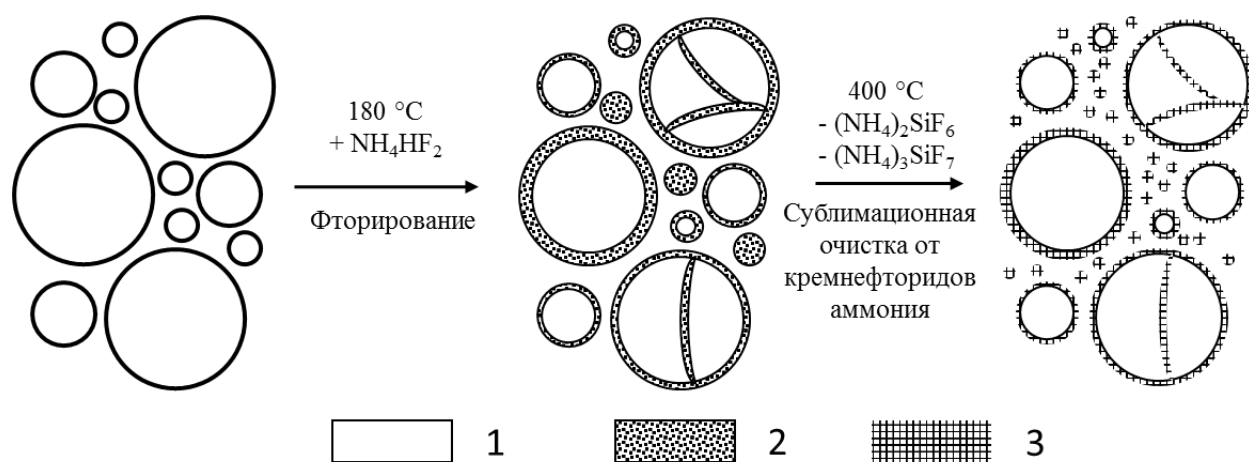 180 °C
+ NH₄HF₂
Фторирование
400 °C
- (NH₄)₂SiF₆
- (NH₄)₃SiF₇
Сублимационная
очистка от
кремнефторидов
аммония
1
2
3